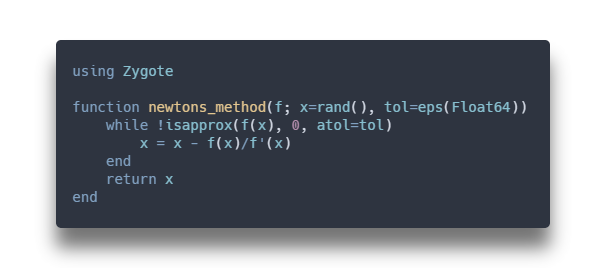 using Zygote
function newtons_method(f; x=rand(), tol=eps(Float64))
    while !isapprox(f(x), 0, atol=tol)
        x = x - f(x)/f'(x)
    end
    return x
end